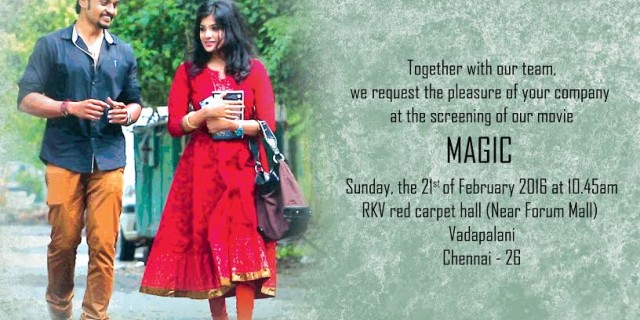 Together with our team,
we request the pleasure of your company
at the screening of our movie
MAGIC
Sunday, the 21st of February 2016 at 10.45am
RKV red carpet hall (Near Forum Mall)
Vadapalani
Chennai - 26